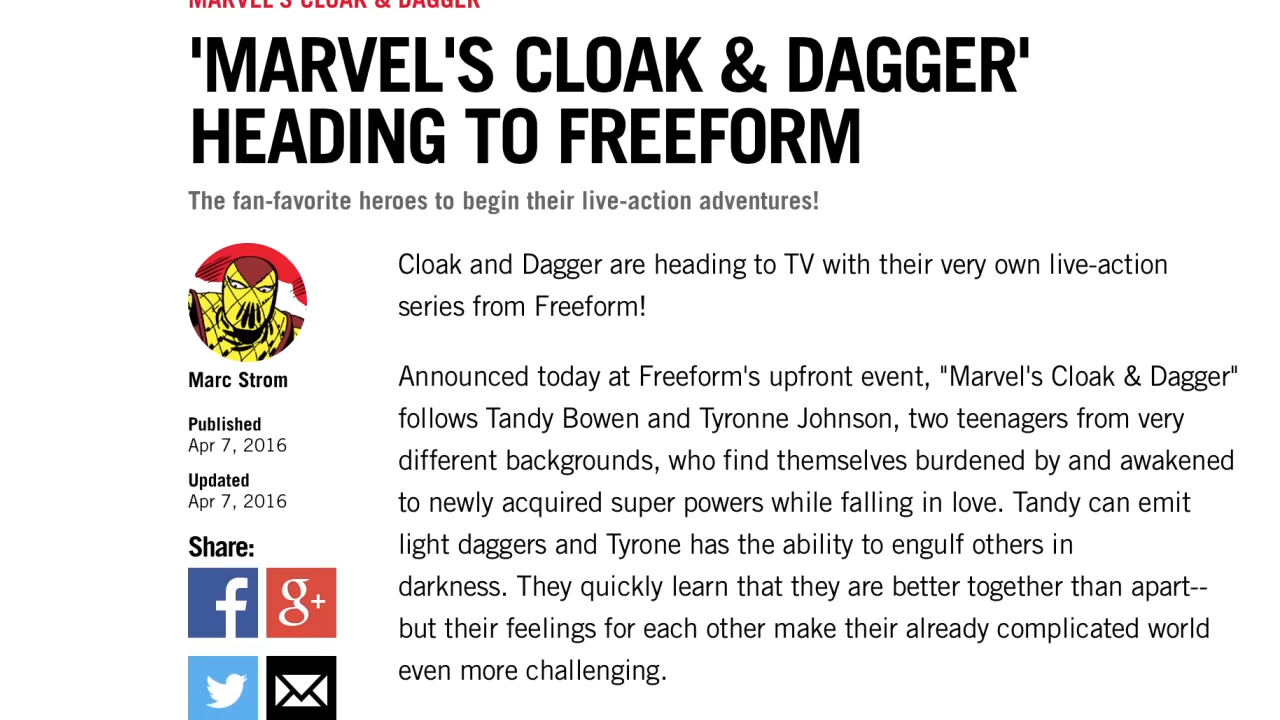 MARVEL'S CLOAK & DAGGER
'MARVEL'S CLOAK & DAGGER'
HEADING TO FREEFORM
The fan-favorite heroes to begin their live-action adventures!
Cloak and Dagger are heading to TV with their very own live-action
series from Freeform!
Marc Strom
Published
Apr 7, 2016
Updated
Apr 7, 2016
Share:
Announced today at Freeform's upfront event, "Marvel's Cloak & Dagger"
follows Tandy Bowen and Tyronne Johnson, two teenagers from very
different backgrounds, who find themselves burdened by and awakened
to newly acquired super powers while falling in love. Tandy can emit
light daggers and Tyrone has the ability to engulf others in
darkness. They quickly learn that they are better together than apart--
but their feelings for each other make their already complicated world
even more challenging.